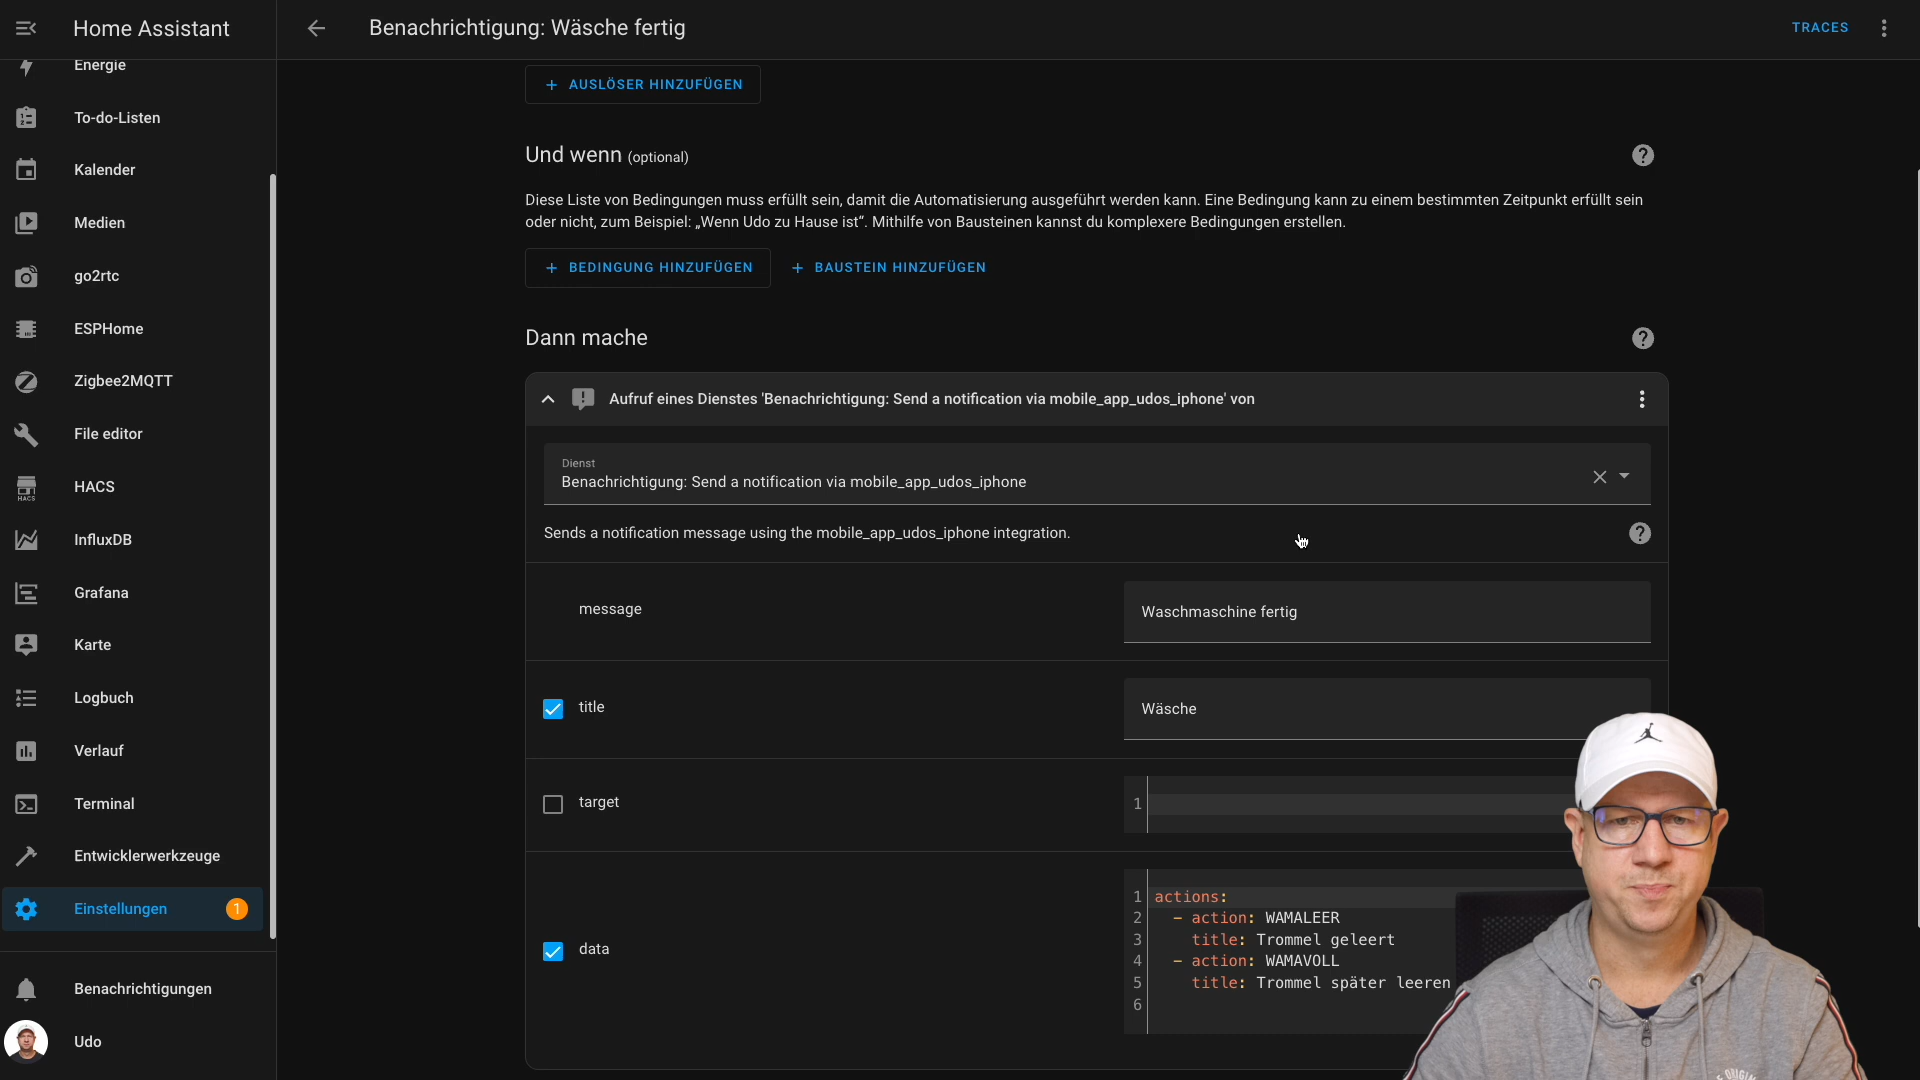 Home Assistant
Benachrichtigung: Wäsche fertig
TRACES
Energie
To-do-Listen
Kalender
Medien
go2rtc
ESPHome
Zigbee2MQTT
File editor
HACS
HACS
InfluxDB
Grafana
Karte
Logbuch
Verlauf
Terminal
Entwicklerwerkzeuge
Einstellungen
1
Benachrichtigungen
Udo
+ AUSLÖSER HINZUFÜGEN
Und wenn (optional)
Diese Liste von Bedingungen muss erfüllt sein, damit die Automatisierung ausgeführt werden kann. Eine Bedingung kann zu einem bestimmten Zeitpunkt erfüllt sein
oder nicht, zum Beispiel: „Wenn Udo zu Hause ist“. Mithilfe von Bausteinen kannst du komplexere Bedingungen erstellen.
+ BEDINGUNG HINZUFÜGEN + BAUSTEIN HINZUFÜGEN
Dann mache
Aufruf eines Dienstes 'Benachrichtigung: Send a notification via mobile_app_udos_iphone' von
Dienst
Benachrichtigung: Send a notification via mobile_app_udos_iphone
Sends a notification message using the mobile_app_udos_iphone integration.
message
Waschmaschine fertig
title
Wäsche
target
1
data
1 actions:
2 - action: WAMALEER
3 title: Trommel geleert
4 - action: WAMAVOLL
5 title: Trommel später leeren
6